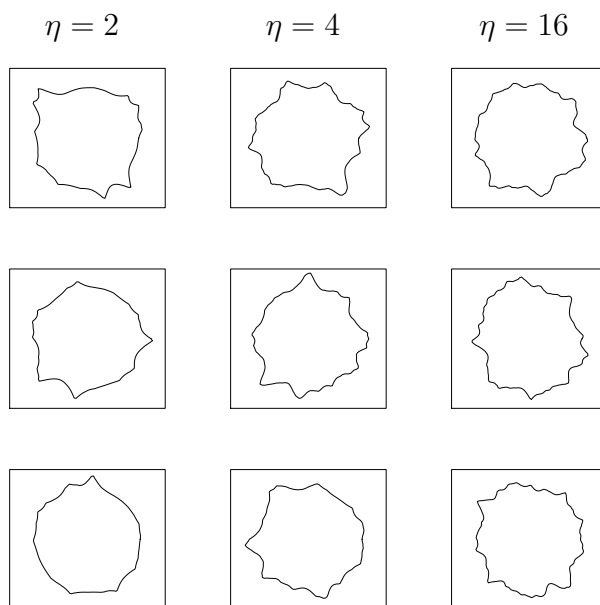 η = 2 η = 4 η = 16